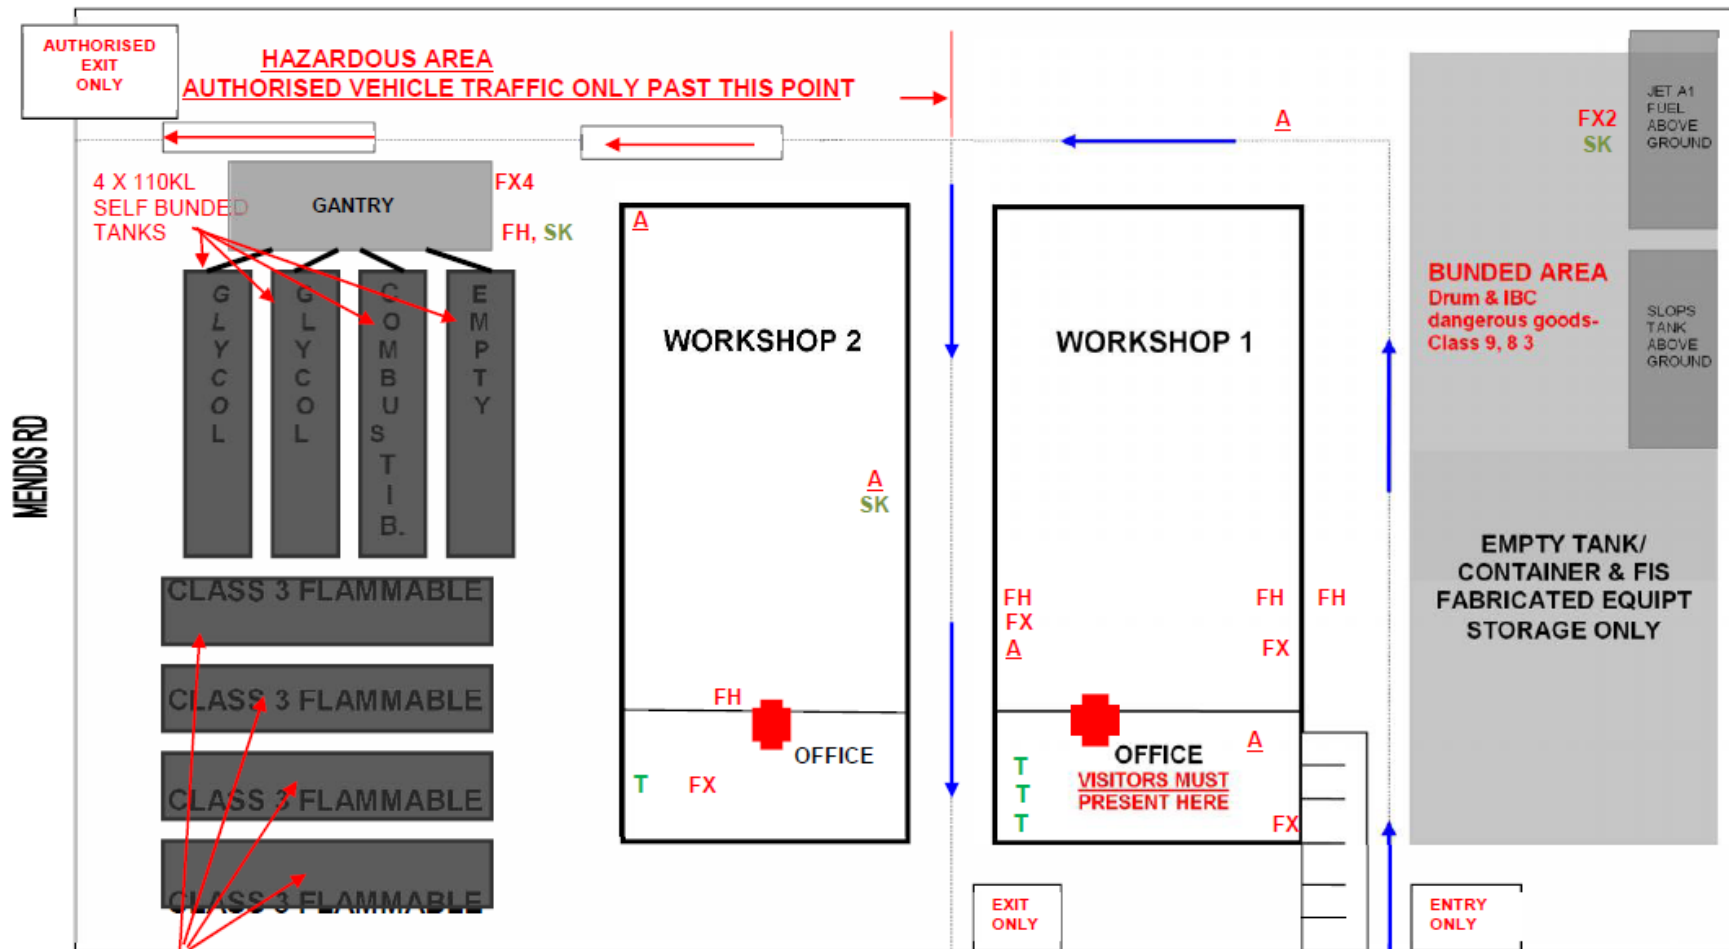 AUTHORISED
EXIT
ONLY
HAZARDOUS AREA
AUTHORISED VEHICLE TRAFFIC ONLY PAST THIS POINT
A
FX2
SK
JET A1
FUEL
ABOVE
GROUND
4 X 110KL
SELF BUNDED
TANKS
GANTRY
FX4
FH, SK
A
GLYCOL
GLYCOL
COMBUSTIB.
EMPTY
WORKSHOP 2
WORKSHOP 1
BUNDED AREA
Drum & IBC
dangerous goods-
Class 9, 8 3
SLOPS
TANK
ABOVE
GROUND
MENDIS RD
A
SK
EMPTY TANK/
CONTAINER & FIS
FABRICATED EQUIPT
STORAGE ONLY
CLASS 3 FLAMMABLE
CLASS 3 FLAMMABLE
CLASS 3 FLAMMABLE
CLASS 3 FLAMMABLE
FH
FX
A
FH
FH
FX
FH
OFFICE
T
FX
OFFICE
VISITORS MUST
PRESENT HERE
A
T
T
T
FX
EXIT
ONLY
ENTRY
ONLY